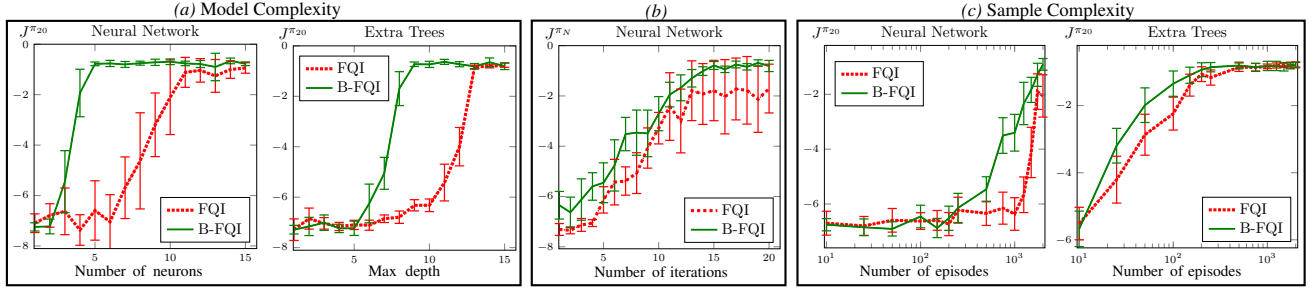 (a) Model Complexity
J^{π_{20}} Neural Network
0
−2
−4
−6
−8
5 10 15
Number of neurons
FQI
B-FQI
J^{π_{20}} Extra Trees
0
−2
−4
−6
−8
5 10 15
Max depth
FQI
B-FQI
(b)
J^{π_N} Neural Network
0
−2
−4
−6
−8
5 10 15 20
Number of iterations
FQI
B-FQI
(c) Sample Complexity
J^{π_{20}} Neural Network
−2
−4
−6
10^1 10^2 10^3
Number of episodes
FQI
B-FQI
J^{π_{20}} Extra Trees
−2
−4
−6
10^1 10^2 10^3
Number of episodes
FQI
B-FQI